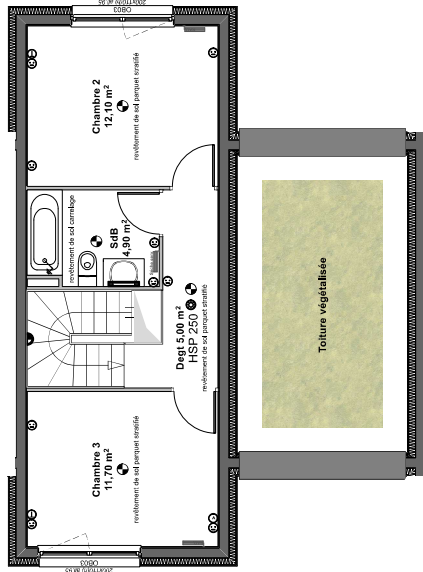 OB03
Chambre 2
12,10 m²
revêtement de sol parquet stratifié
revêtement de sol carrelage
SdB
4,90 m²
Degt 5,00 m²
HSP 250
revêtement de sol parquet stratifié
Toiture végétalisée
Chambre 3
11,70 m²
revêtement de sol parquet stratifié
OB03